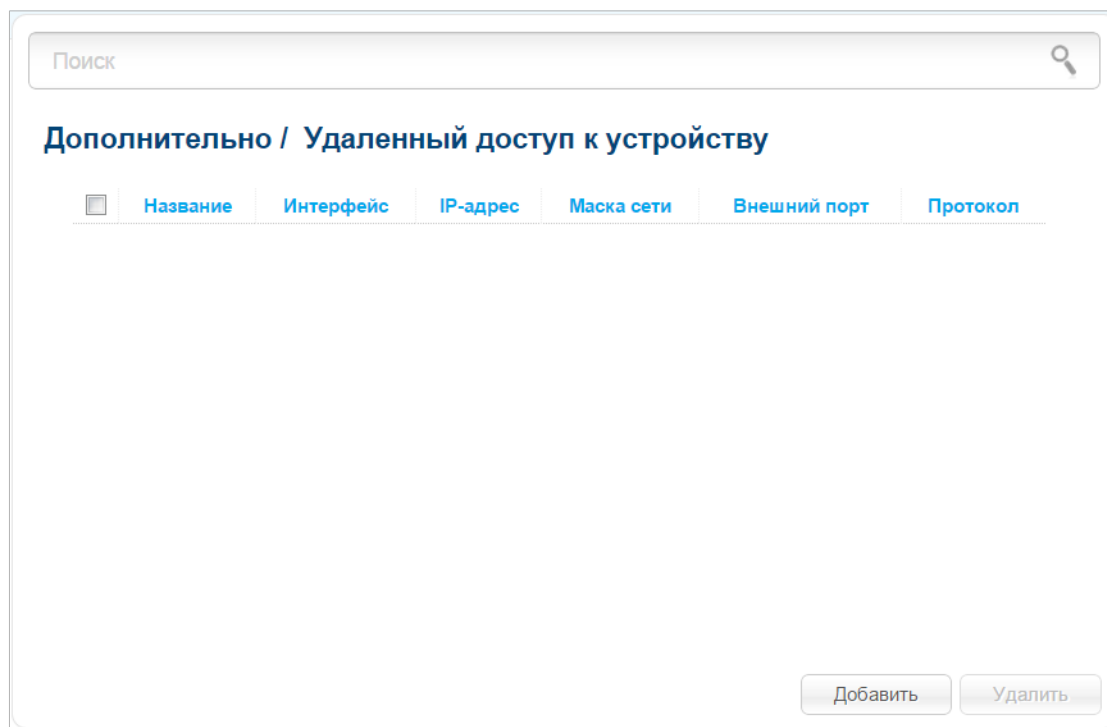 Поиск
Дополнительно / Удаленный доступ к устройству
Название Интерфейс IP-адрес Маска сети Внешний порт Протокол
Добавить Удалить